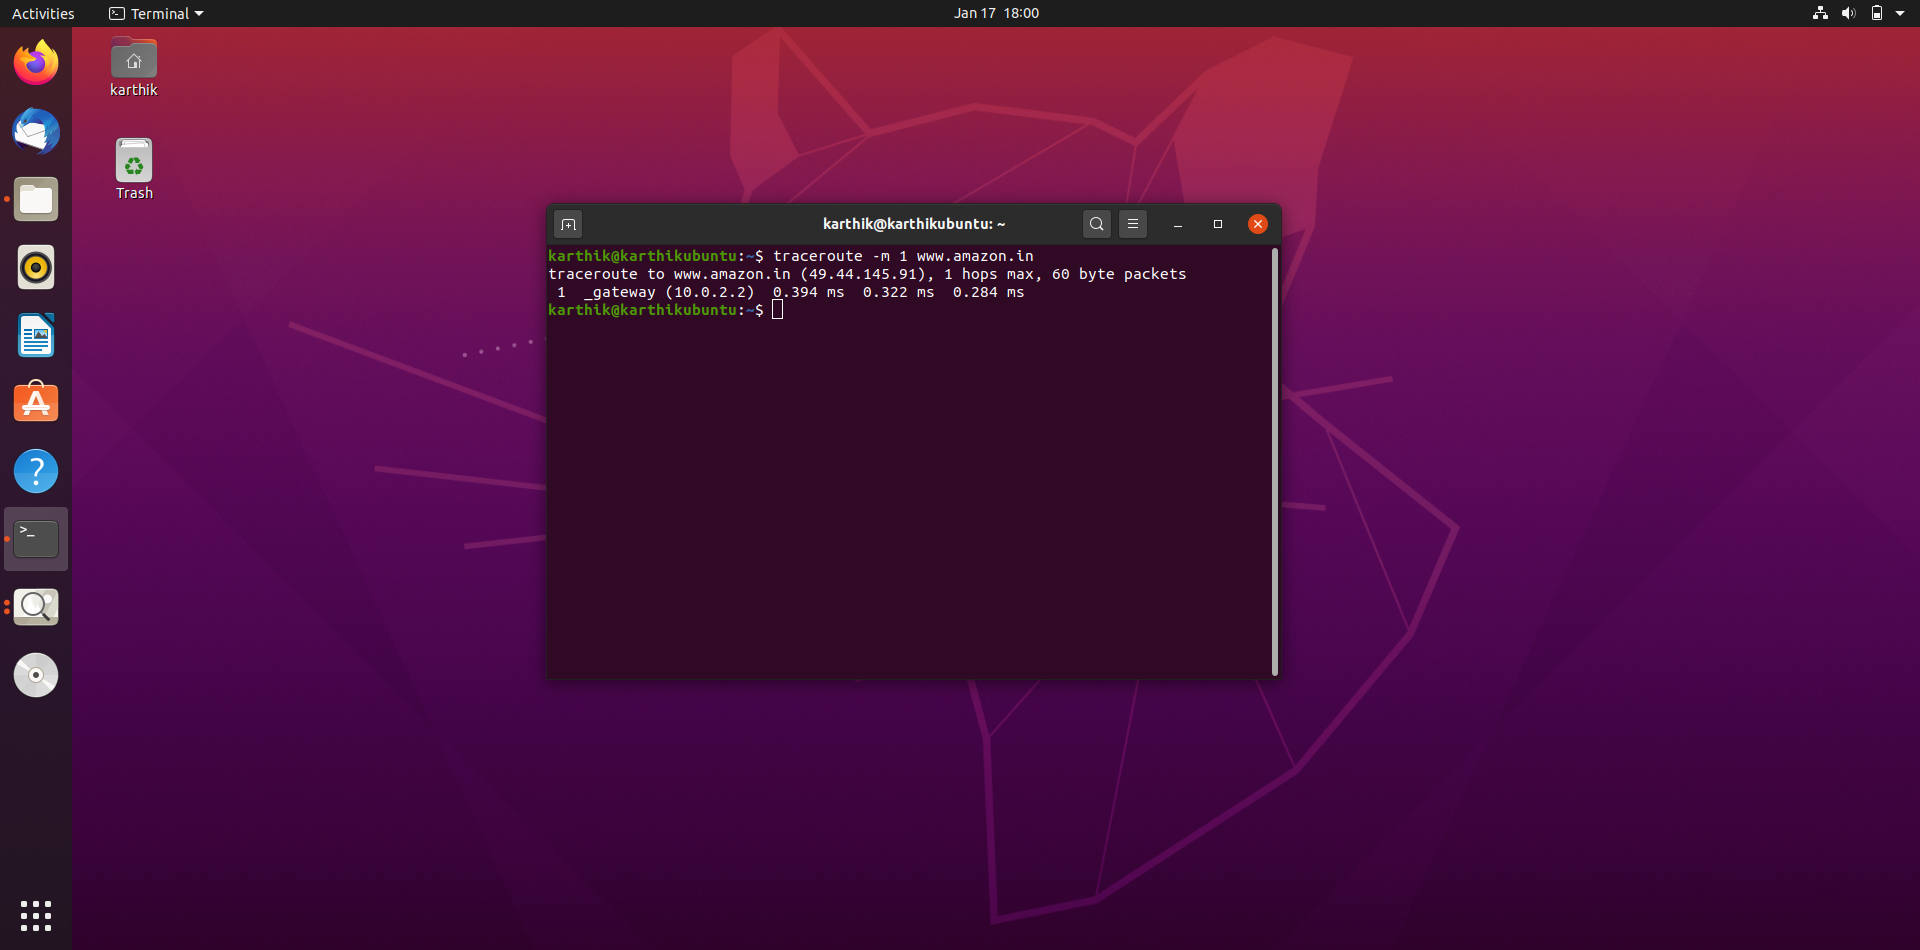 Activities Terminal Jan 17 18:00
karthik
Trash
karthik@karthikubuntu: ~
karthik@karthikubuntu:~$ traceroute -m 1 www.amazon.in
traceroute to www.amazon.in (49.44.145.91), 1 hops max, 60 byte packets
 1  _gateway (10.0.2.2)  0.394 ms  0.322 ms  0.284 ms
karthik@karthikubuntu:~$